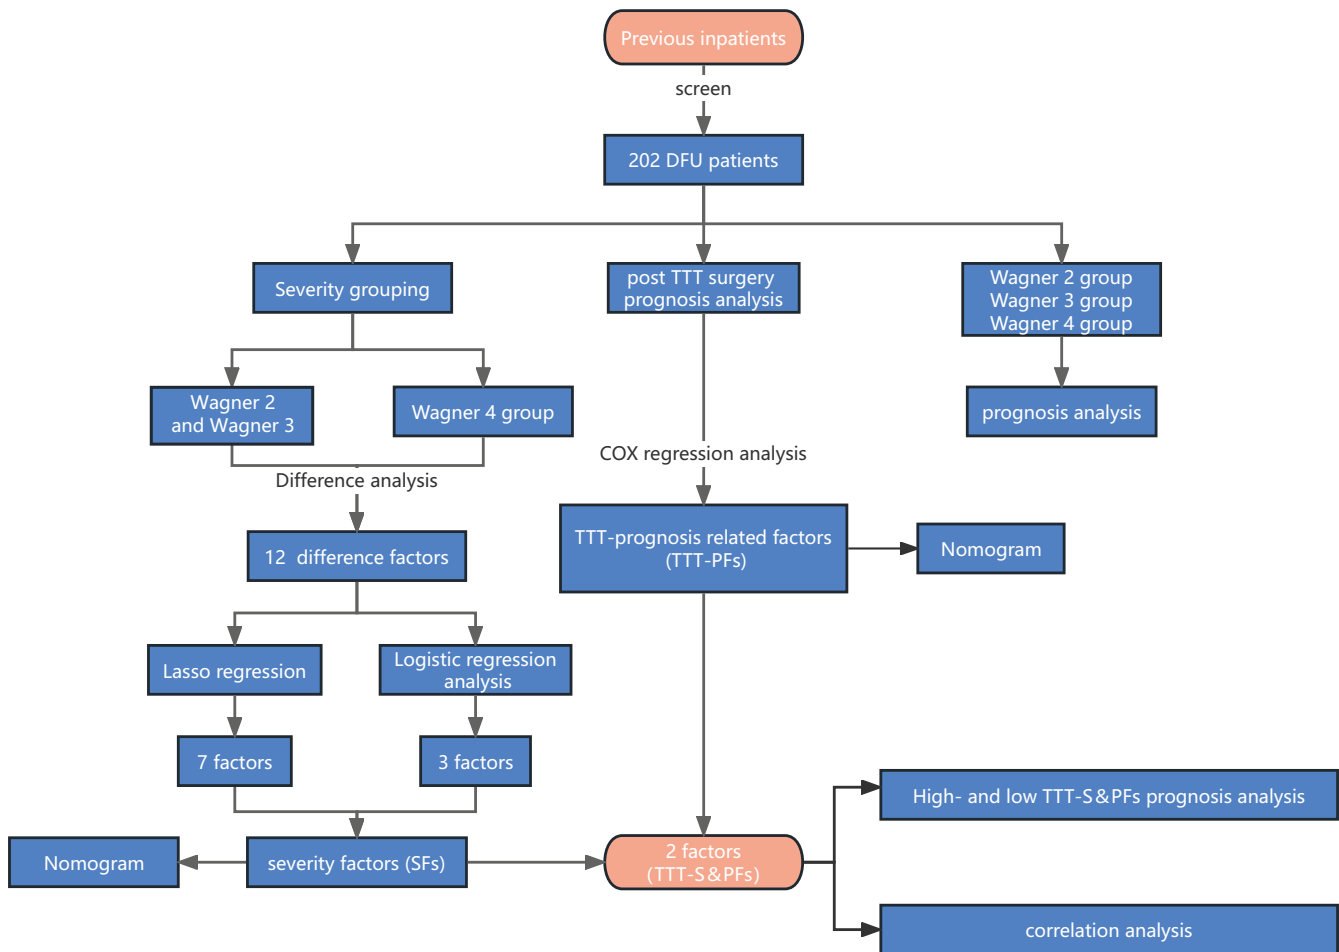 Previous inpatients
screen
202 DFU patients
Severity grouping
post TTT surgery
prognosis analysis
Wagner 2 group
Wagner 3 group
Wagner 4 group
Wagner 2
and Wagner 3
Wagner 4 group
prognosis analysis
COX regression analysis
Difference analysis
12 difference factors
TTT-prognosis related factors
(TTT-PFs)
Nomogram
Lasso regression
Logistic regression
analysis
7 factors
3 factors
High- and low TTT-S&PFs prognosis analysis
Nomogram
severity factors (SFs)
2 factors
(TTT-S&PFs)
correlation analysis